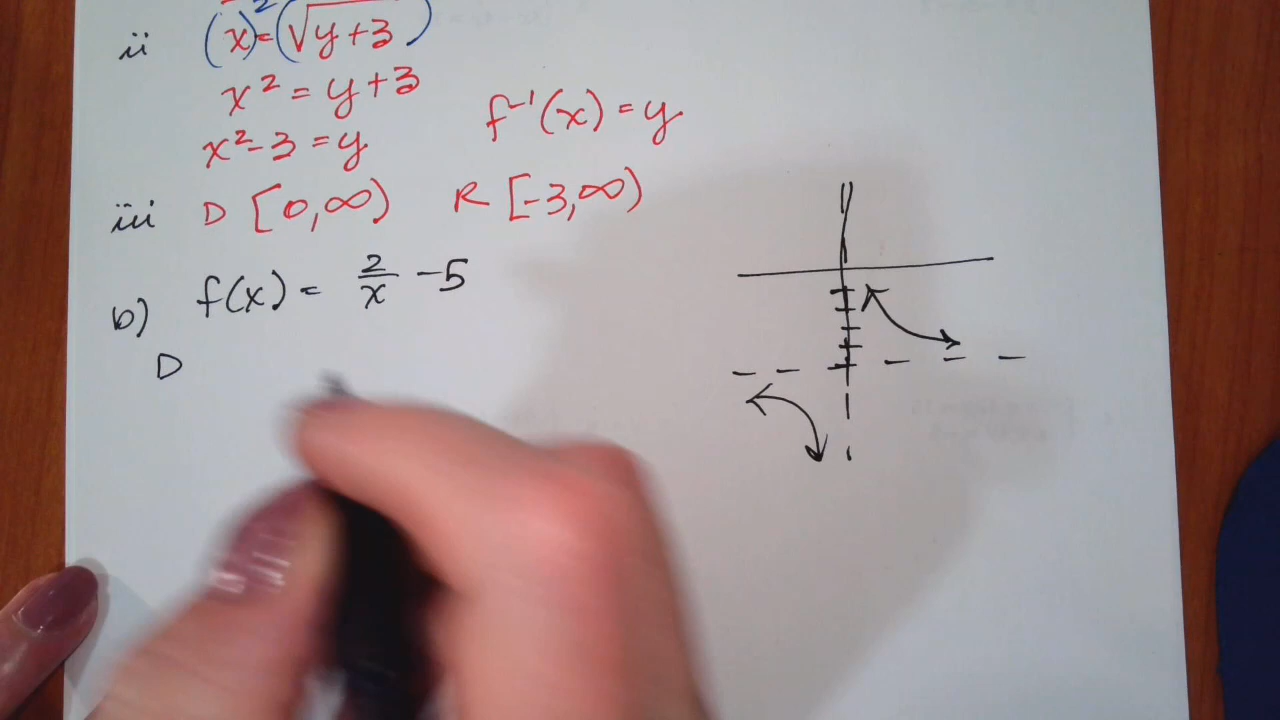 ii (x)²=(√y+3)
x² = y+3
x²-3 = y f⁻¹(x) = y
iii D [0,∞) R [-3,∞)
b) f(x) = 2/x -5
D